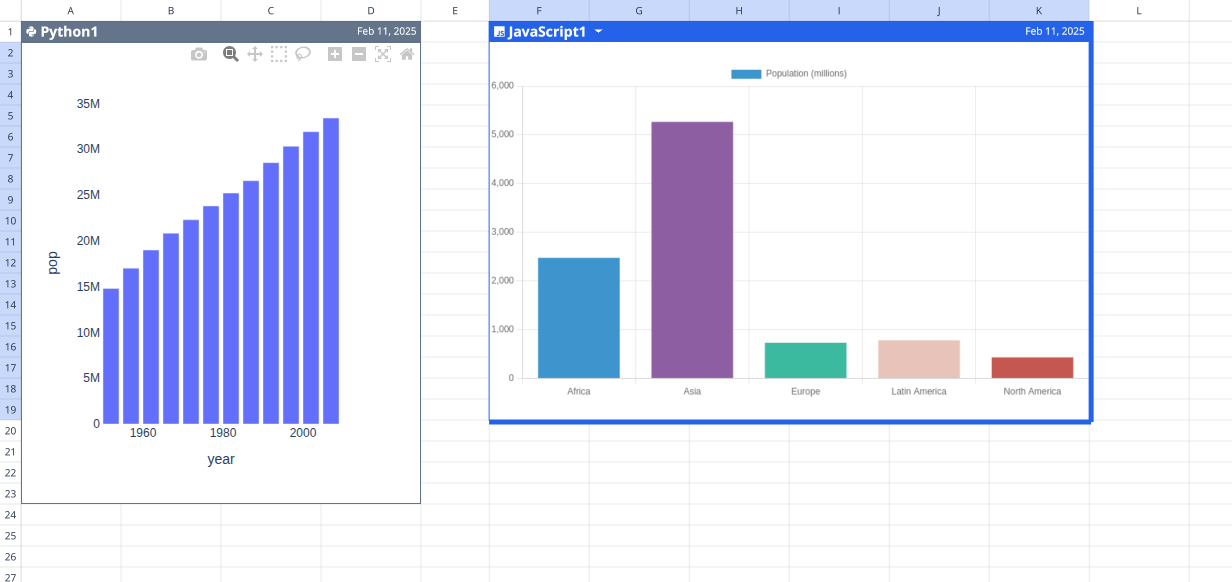 A B C D E F G H I J K L
1 Python1 Feb 11, 2025 JS JavaScript1 Feb 11, 2025
2
3
4
5
6
7
8
9
10
11
12
13
14
15
16
17
18
19
20
21
22
23
24
25
26
27
35M
30M
25M
20M
15M
10M
5M
0
pop
1960 1980 2000
year
Population (millions)
6,000
5,000
4,000
3,000
2,000
1,000
0
Africa Asia Europe Latin America North America